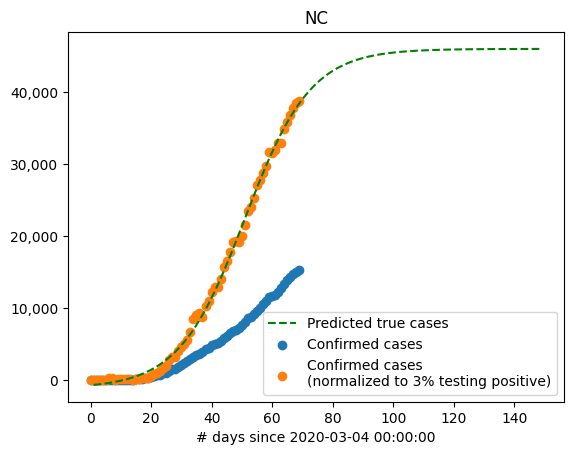 NC
40,000
30,000
20,000
10,000
0
Predicted true cases
Confirmed cases
Confirmed cases
(normalized to 3% testing positive)
0 20 40 60 80 100 120 140
# days since 2020-03-04 00:00:00